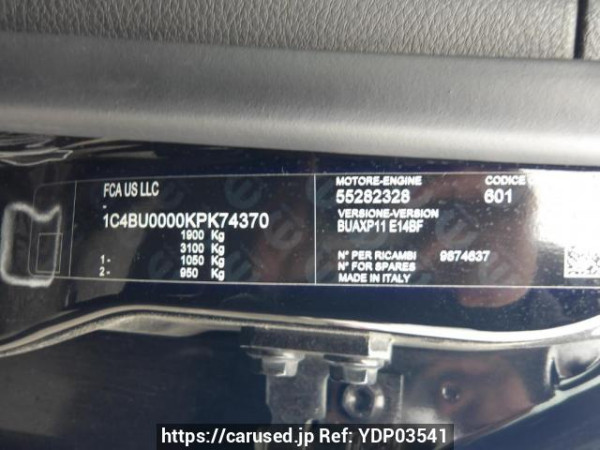 FCA US LLC
-
1C4BU0000KPK74370
1900 Kg
3100 Kg
1- 1050 Kg
2- 950 Kg
MOTORE-ENGINE CODICE
55282328 601
VERSIONE-VERSION
BUAXP11 E14BF
N° PER RICAMBI 9874637
N° FOR SPARES
MADE IN ITALY
https://carused.jp Ref: YDP03541